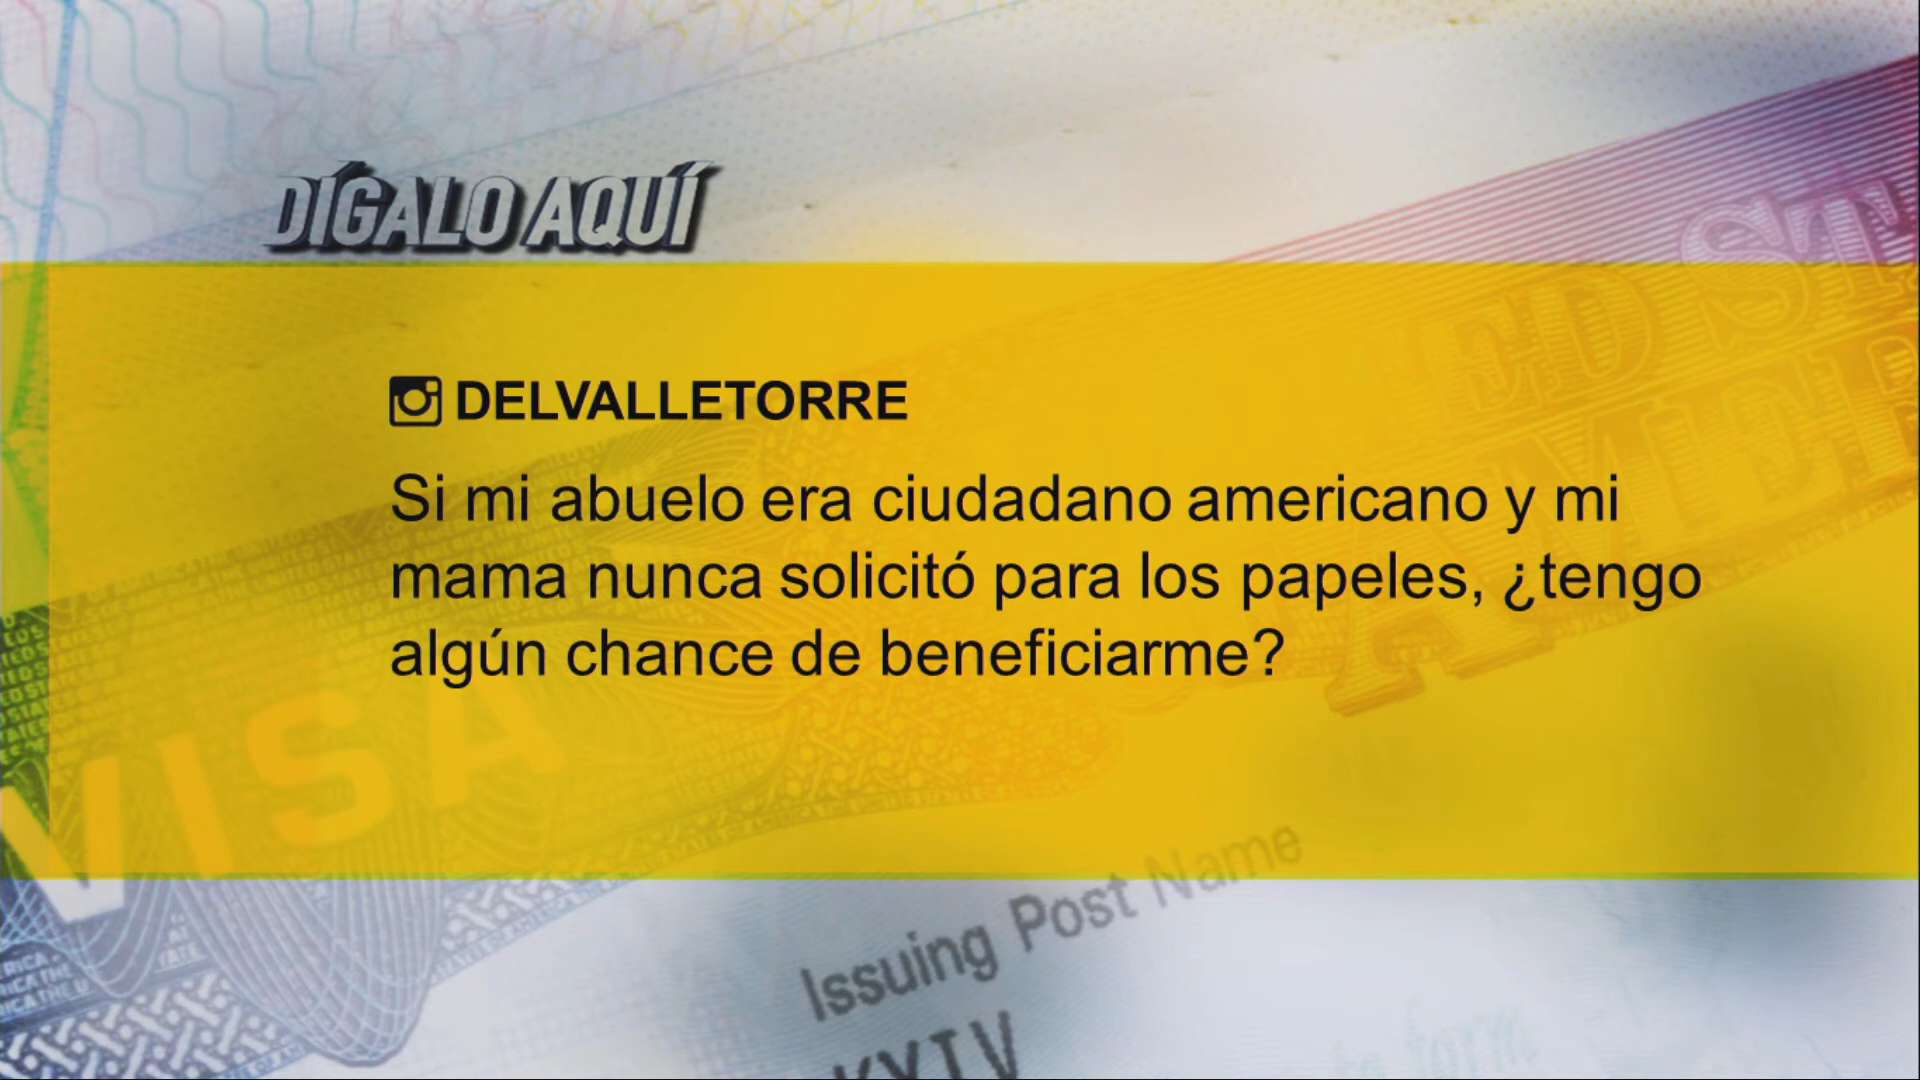 DÍGALO AQUÍ
DELVALLETORRE
Si mi abuelo era ciudadano americano y mi
mama nunca solicitó para los papeles, ¿tengo
algún chance de beneficiarme?
VISA
Issuing Post Name